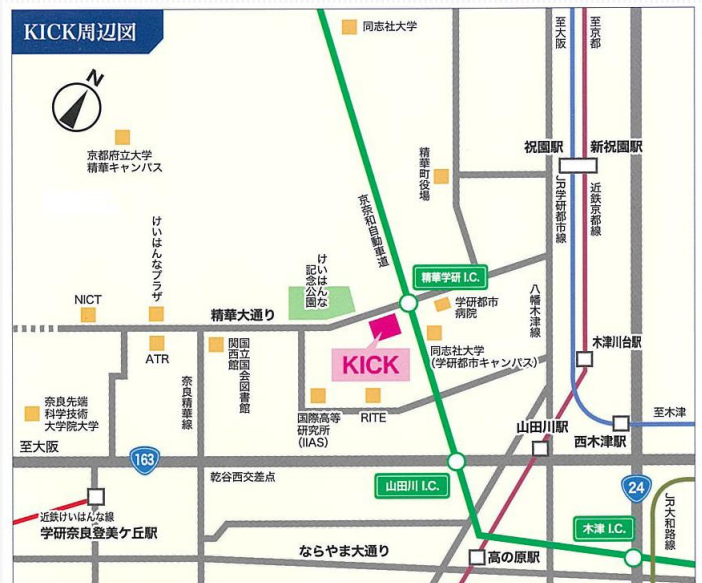 KICK周辺図
N
同志社大学
至大阪
至京都
京都府立大学
精華キャンパス
精華町役場
祝園駅
新祝園駅
JR学研都市線
近鉄京都線
京奈和自動車道
けいはんなプラザ
けいはんな
記念公園
精華学研 I.C.
NICT
精華大通り
学研都市
病院
八幡木津線
ATR
国立国会図書館
関西館
KICK
同志社大学
(学研都市キャンパス)
木津川台駅
奈良精華線
奈良先端
科学技術
大学院大学
国際高等
研究所
(IIAS)
RITE
至木津
山田川駅
西木津駅
至大阪
163
乾谷西交差点
山田川 I.C.
24
近鉄けいはんな線
学研奈良登美ケ丘駅
JR大和路線
木津 I.C.
ならやま大通り
高の原駅